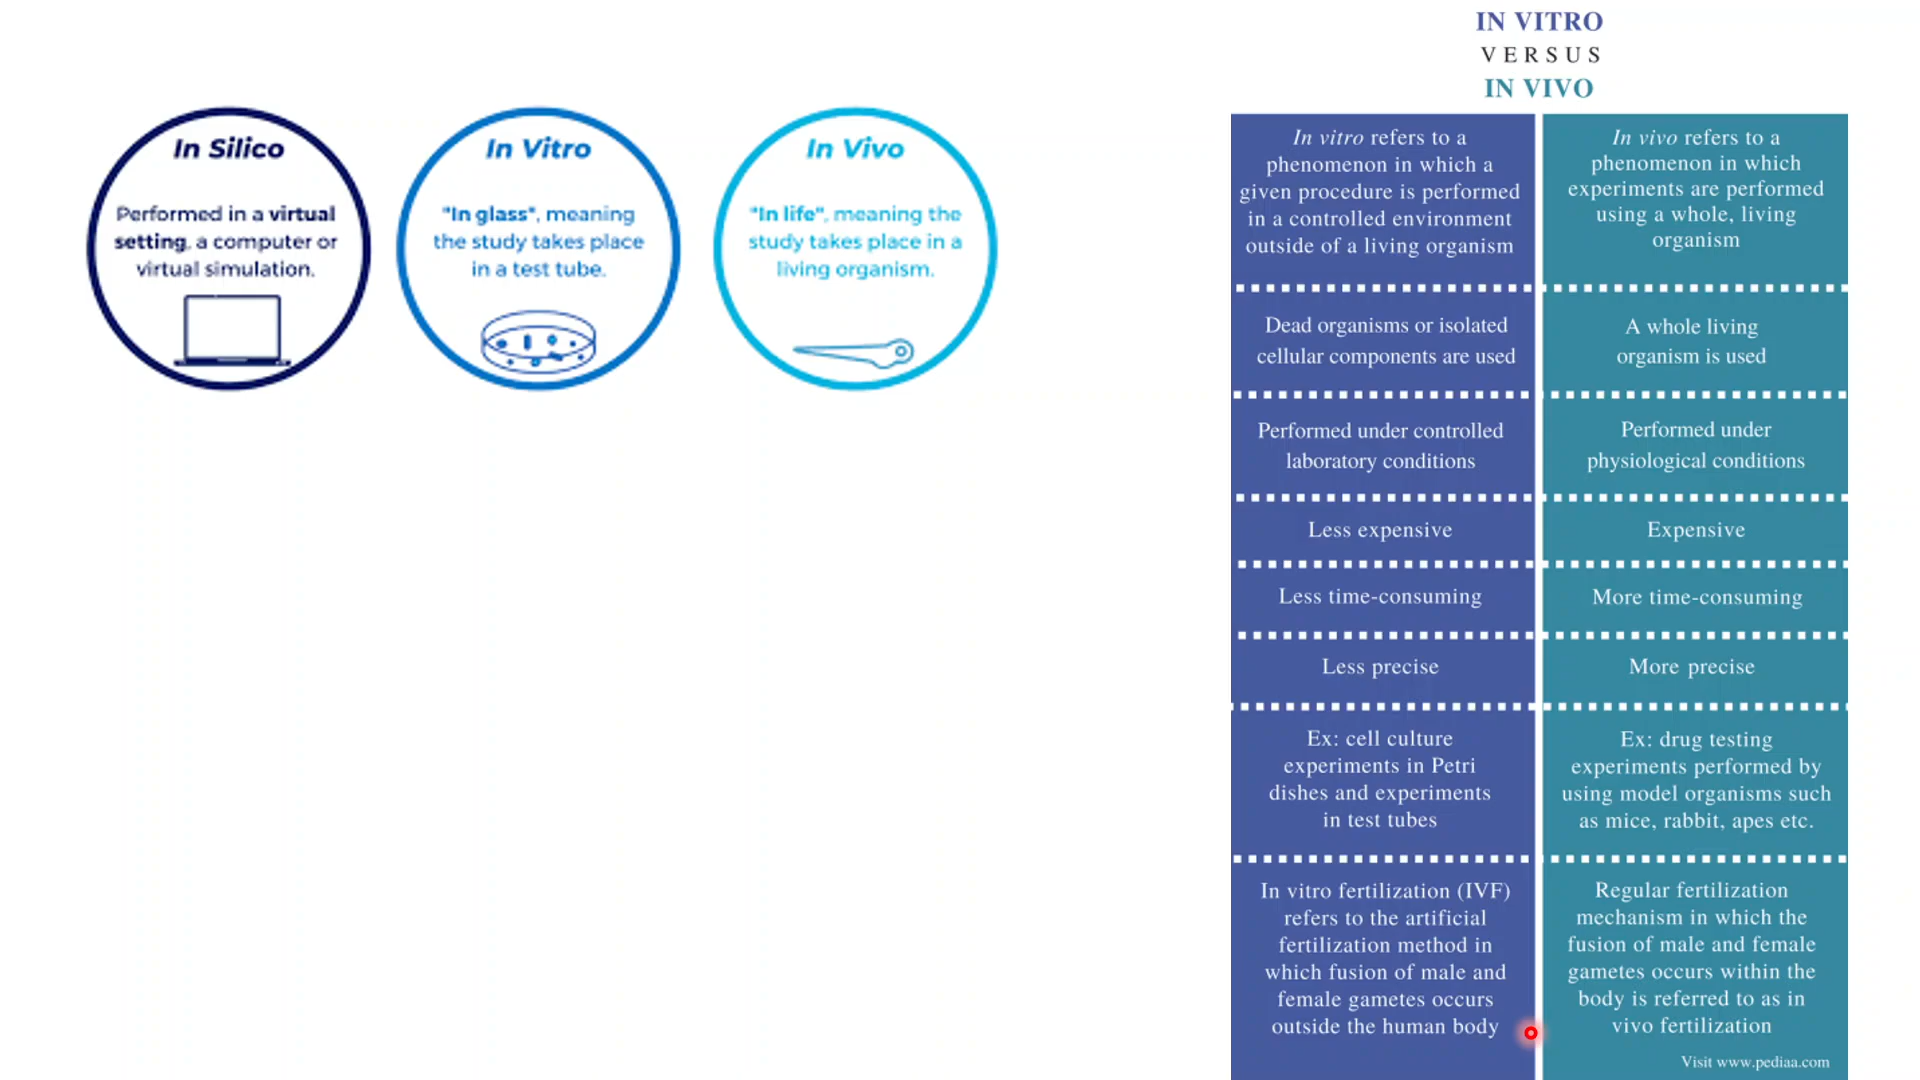 In Silico
Performed in a virtual
setting, a computer or
virtual simulation.
In Vitro
"In glass", meaning
the study takes place
in a test tube.
In Vivo
"In life", meaning the
study takes place in a
living organism.
IN VITRO
VERSUS
IN VIVO
In vitro refers to a
phenomenon in which a
given procedure is performed
in a controlled environment
outside of a living organism
In vivo refers to a
phenomenon in which
experiments are performed
using a whole, living
organism
Dead organisms or isolated
cellular components are used
A whole living
organism is used
Performed under controlled
laboratory conditions
Performed under
physiological conditions
Less expensive
Expensive
Less time-consuming
More time-consuming
Less precise
More precise
Ex: cell culture
experiments in Petri
dishes and experiments
in test tubes
Ex: drug testing
experiments performed by
using model organisms such
as mice, rabbit, apes etc.
In vitro fertilization (IVF)
refers to the artificial
fertilization method in
which fusion of male and
female gametes occurs
outside the human body
Regular fertilization
mechanism in which the
fusion of male and female
gametes occurs within the
body is referred to as in
vivo fertilization
Visit www.pediaa.com